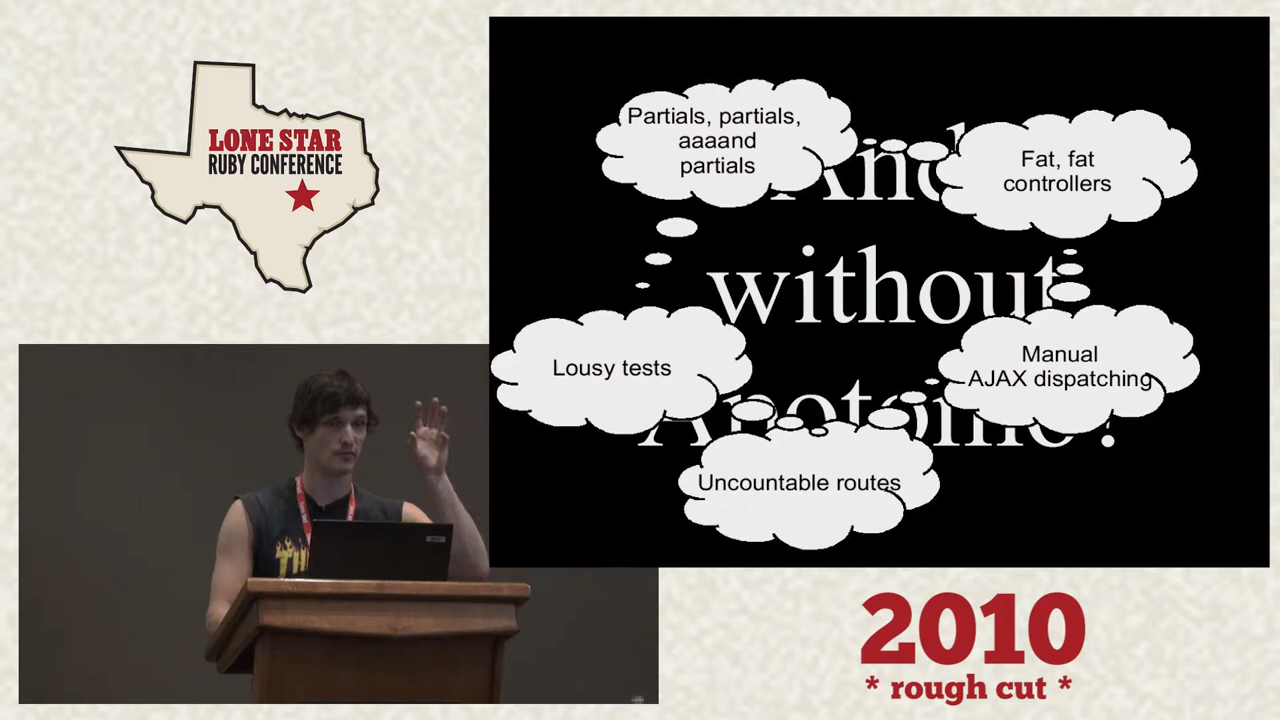 LONE STAR
RUBY CONFERENCE
Partials, partials,
aaaand
partials
Fat, fat
controllers
without
Lousy tests
Manual
AJAX dispatching
Uncountable routes
2010
* rough cut *